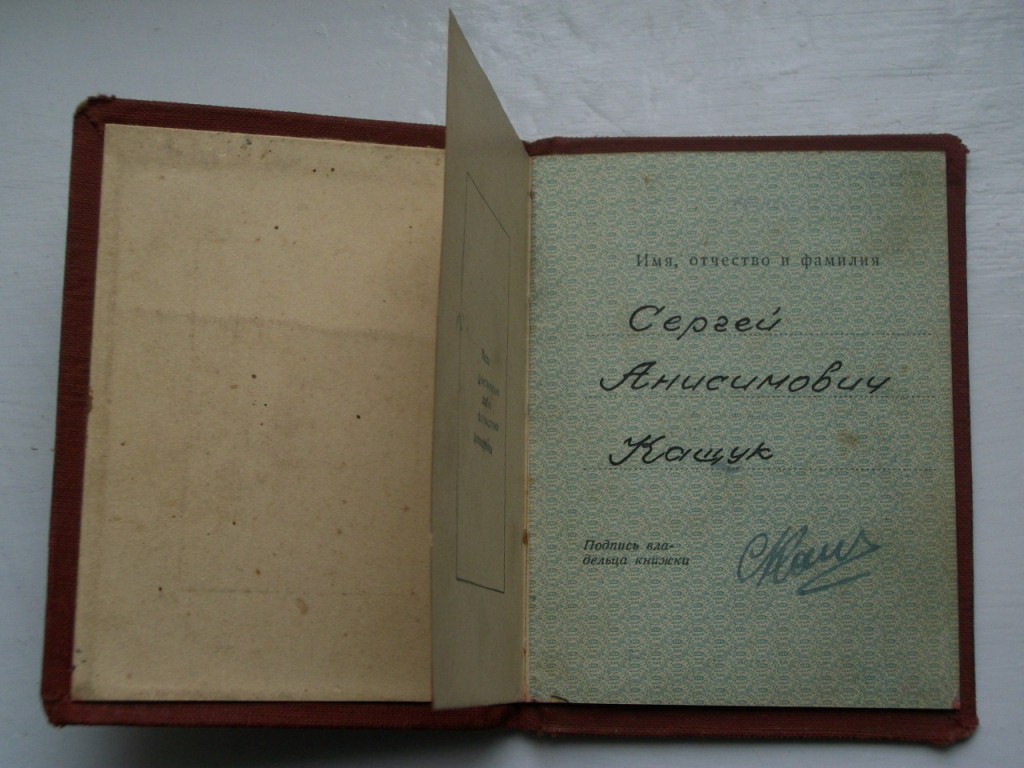 Имя, отчество и фамилия
Сергей
Анисимович
Кащук
Подпись вла-
дельца книжки